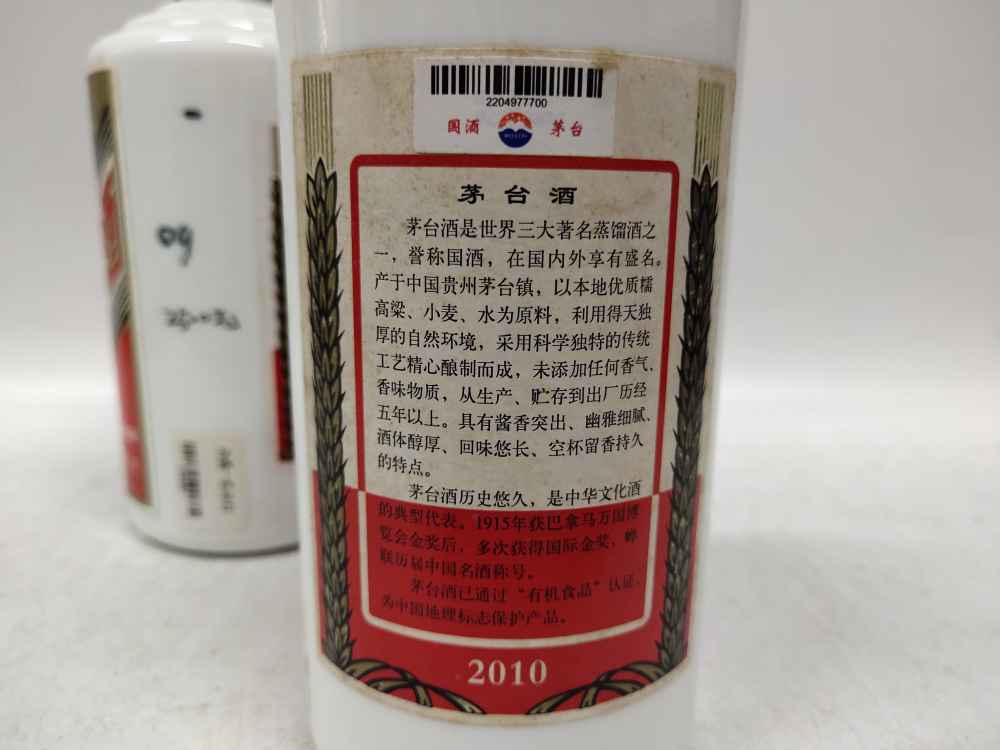 2204977700
国酒 茅台
茅台酒
茅台酒是世界三大著名蒸馏酒之
一，誉称国酒，在国内外享有盛名。
产于中国贵州茅台镇，以本地优质糯
高粱、小麦、水为原料，利用得天独
厚的自然环境，采用科学独特的传统
工艺精心酿制而成，未添加任何香气、
香味物质，从生产、贮存到出厂历经
五年以上。具有酱香突出、幽雅细腻、
酒体醇厚、回味悠长、空杯留香持久
的特点。
茅台酒历史悠久，是中华文化酒
的典型代表。1915年获巴拿马万国博
览会金奖后，多次获得国际金奖，蝉
联历届中国名酒称号。
茅台酒已通过“有机食品”认证，
为中国地理标志保护产品。
2010
09